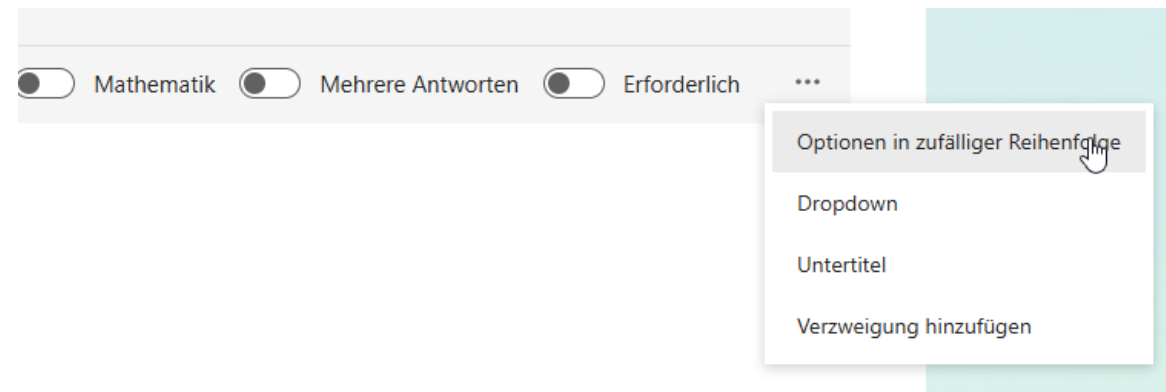 Mathematik Mehrere Antworten Erforderlich ...
Optionen in zufälliger Reihenfolge
Dropdown
Untertitel
Verzweigung hinzufügen